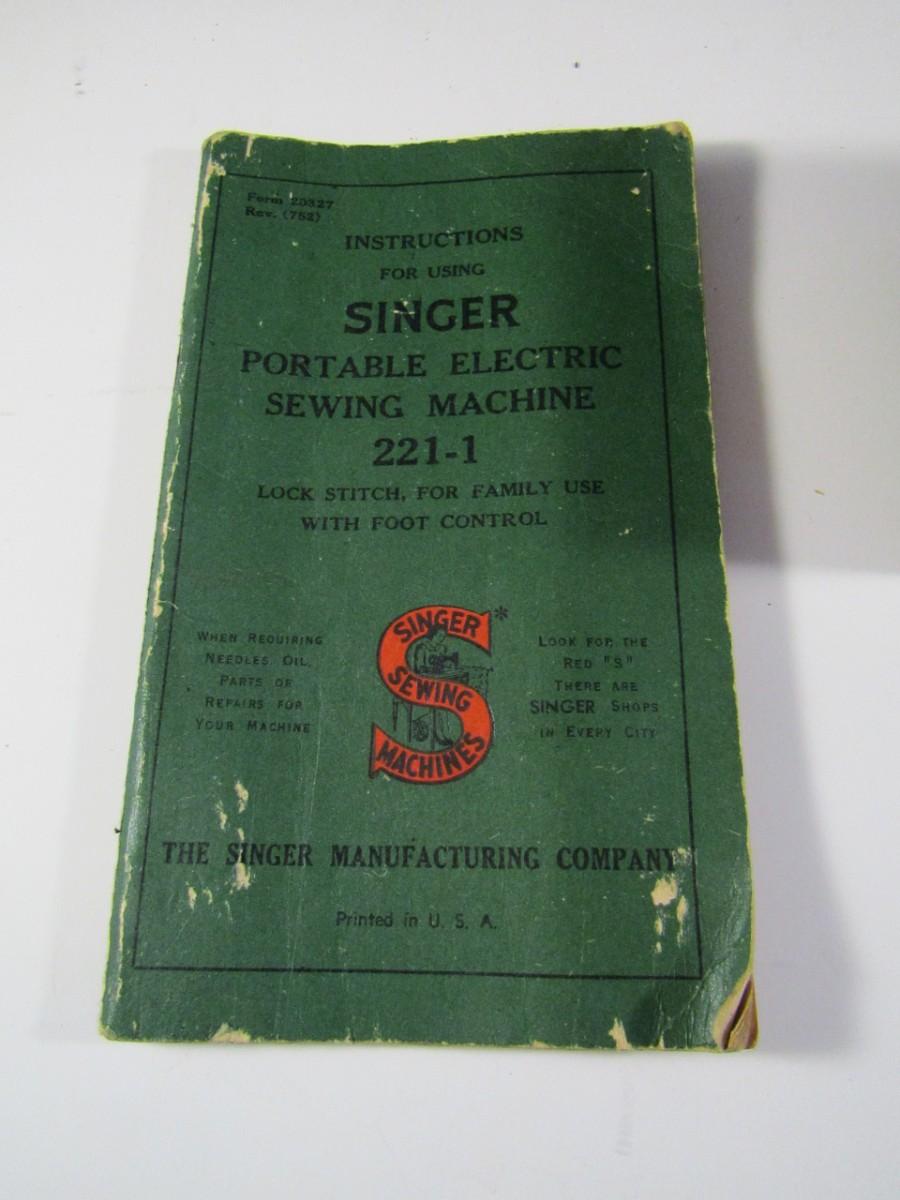 Form 20327
Rev. (752)
INSTRUCTIONS
FOR USING
SINGER
PORTABLE ELECTRIC
SEWING MACHINE
221-1
LOCK STITCH, FOR FAMILY USE
WITH FOOT CONTROL
WHEN REQUIRING
NEEDLES OIL,
PARTS OR
REPAIRS FOR
YOUR MACHINE
SINGER *
SEWING
MACHINES
LOOK FOR THE
RED "S"
THERE ARE
SINGER SHOPS
IN EVERY CITY
THE SINGER MANUFACTURING COMPANY
Printed in U. S. A.